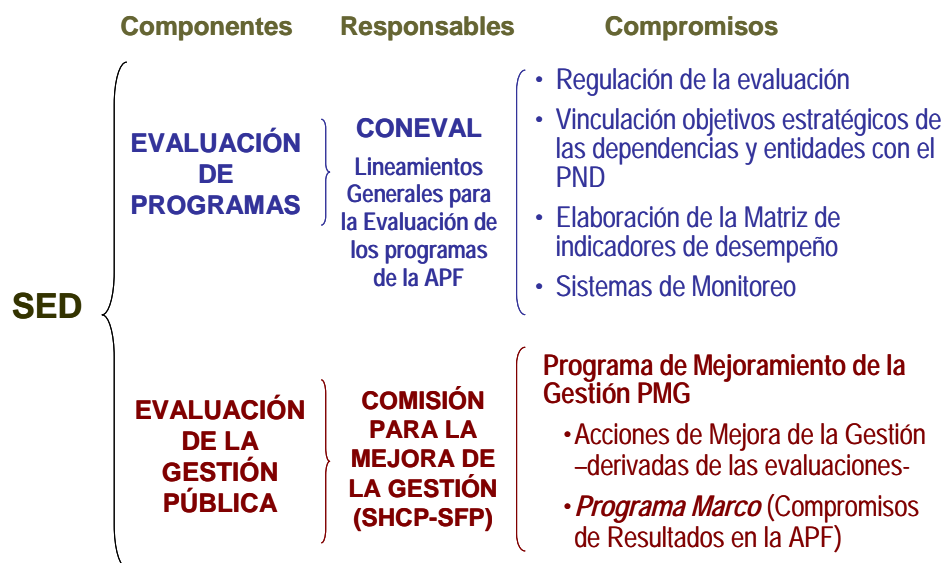 Componentes Responsables Compromisos
SED
EVALUACIÓN
DE
PROGRAMAS
CONEVAL
Lineamientos
Generales para
la Evaluación de
los programas
de la APF
• Regulación de la evaluación
• Vinculación objetivos estratégicos de
las dependencias y entidades con el
PND
• Elaboración de la Matriz de
indicadores de desempeño
• Sistemas de Monitoreo
EVALUACIÓN
DE LA
GESTIÓN
PÚBLICA
COMISIÓN
PARA LA
MEJORA DE
LA GESTIÓN
(SHCP-SFP)
Programa de Mejoramiento de la
Gestión PMG
•Acciones de Mejora de la Gestión
–derivadas de las evaluaciones-
•Programa Marco (Compromisos
de Resultados en la APF)